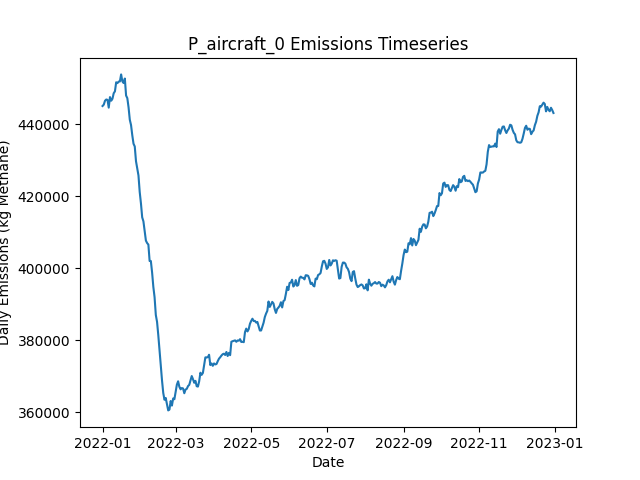 P_aircraft_0 Emissions Timeseries
Daily Emissions (kg Methane)
440000
420000
400000
380000
360000
2022-01 2022-03 2022-05 2022-07 2022-09 2022-11 2023-01
Date